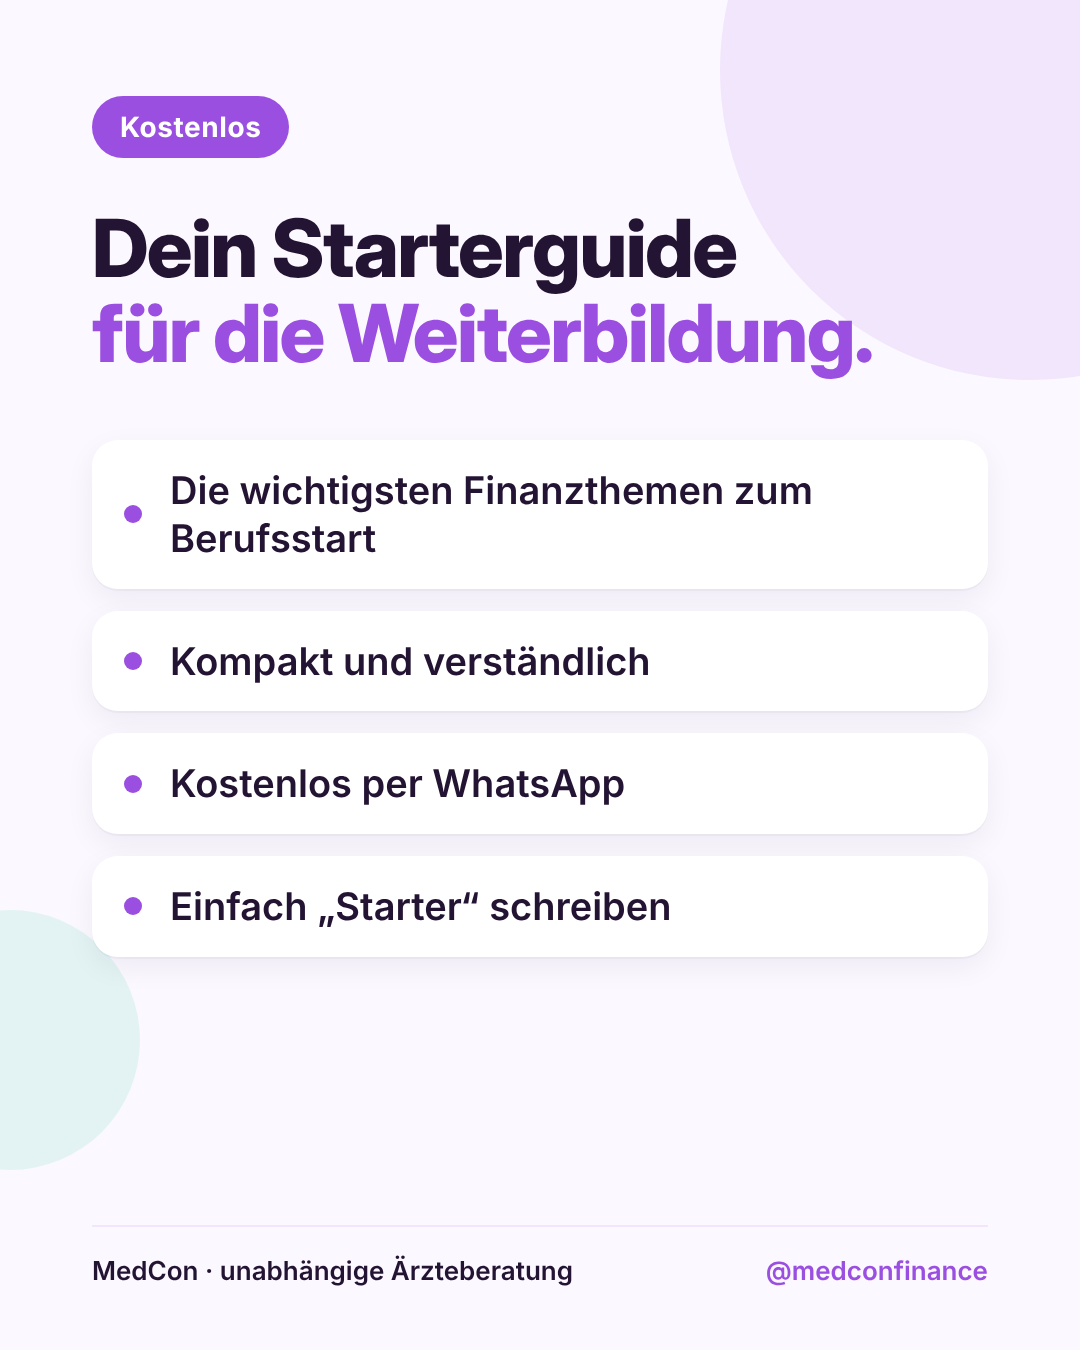 Kostenlos
Dein Starterguide
für die Weiterbildung.
Die wichtigsten Finanzthemen zum
Berufsstart
Kompakt und verständlich
Kostenlos per WhatsApp
Einfach „Starter“ schreiben
MedCon · unabhängige Ärzteberatung
@medconfinance